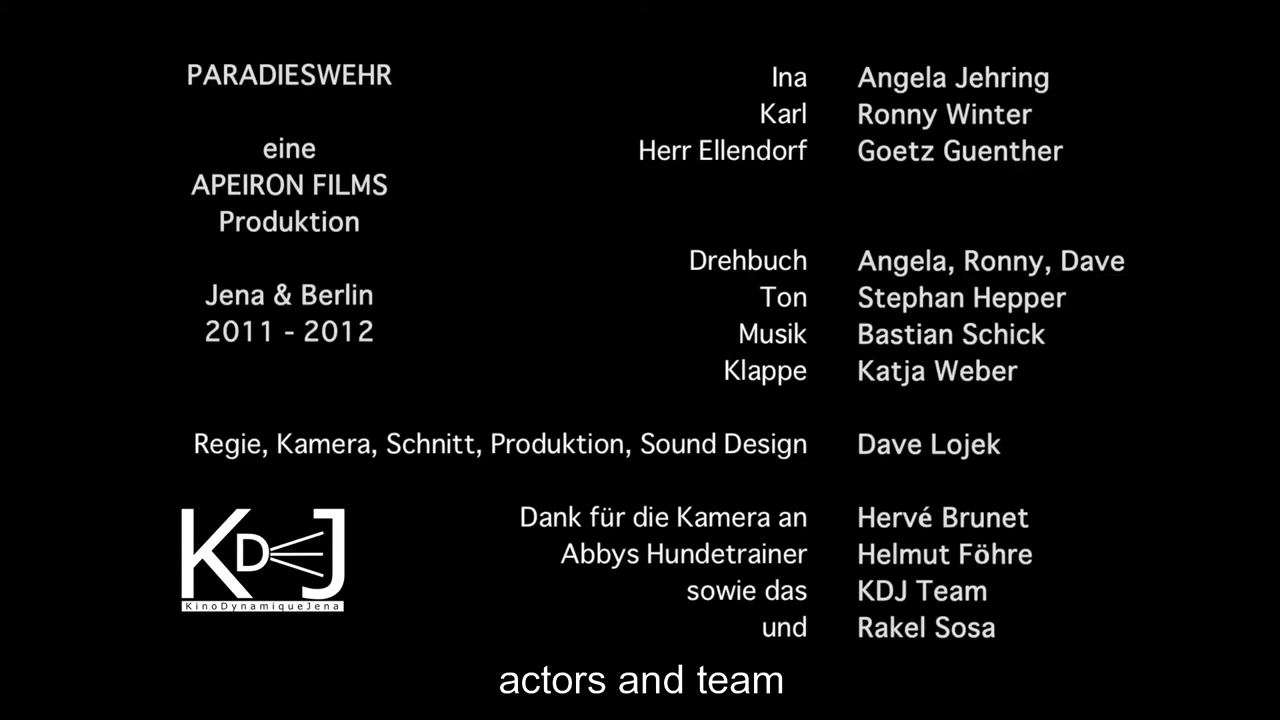 PARADIESWEHR
eine
APEIRON FILMS
Produktion
Jena & Berlin
2011 - 2012
Ina Angela Jehring
Karl Ronny Winter
Herr Ellendorf Goetz Guenther
Drehbuch Angela, Ronny, Dave
Ton Stephan Hepper
Musik Bastian Schick
Klappe Katja Weber
Regie, Kamera, Schnitt, Produktion, Sound Design Dave Lojek
KDJ
KinoDynamiqueJena
Dank für die Kamera an Hervé Brunet
Abbys Hundetrainer Helmut Föhre
sowie das KDJ Team
und Rakel Sosa
actors and team